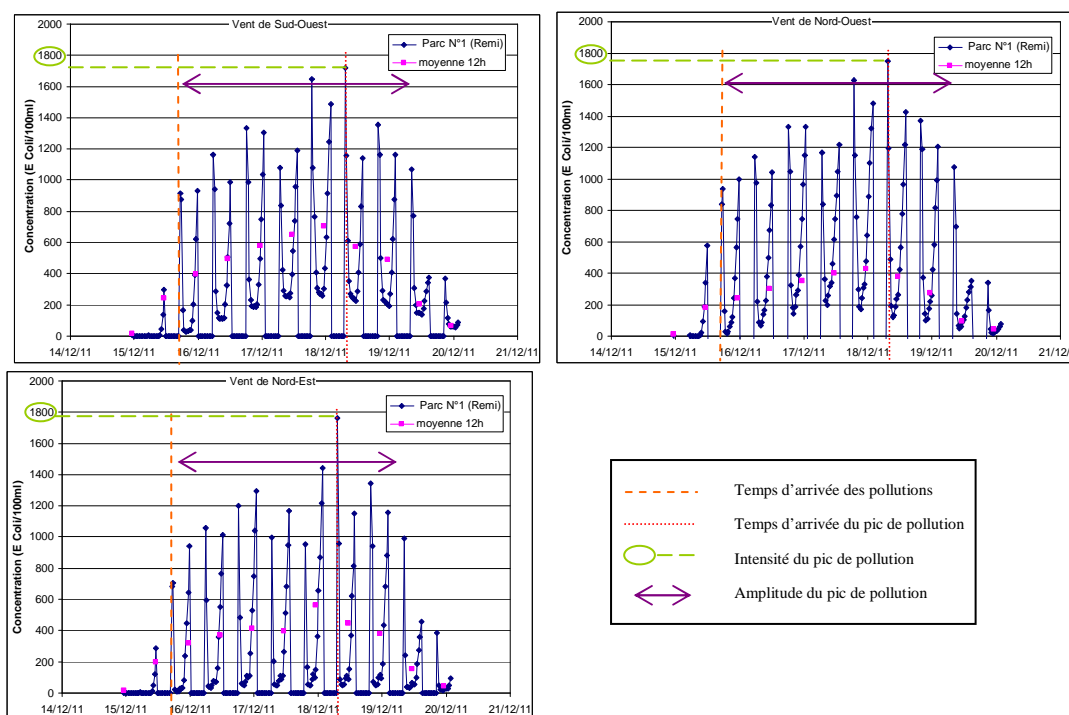 Vent de Sud-Ouest
Concentration (E Coli/100ml)
2000
1800
1600
1400
1200
1000
800
600
400
200
0
14/12/11 15/12/11 16/12/11 17/12/11 18/12/11 19/12/11 20/12/11 21/12/11
Parc N°1 (Remi)
moyenne 12h
Vent de Nord-Ouest
Concentration (E Coli/100ml)
2000
1800
1600
1400
1200
1000
800
600
400
200
0
14/12/11 15/12/11 16/12/11 17/12/11 18/12/11 19/12/11 20/12/11 21/12/1
Parc N°1 (Remi)
moyenne 12h
Vent de Nord-Est
Concentration (E Coli/100ml)
2000
1800
1600
1400
1200
1000
800
600
400
200
0
14/12/11 15/12/11 16/12/11 17/12/11 18/12/11 19/12/11 20/12/11 21/12/11
Parc N°1 (Remi)
moyenne 12h
Temps d'arrivée des pollutions
Temps d'arrivée du pic de pollution
Intensité du pic de pollution
Amplitude du pic de pollution